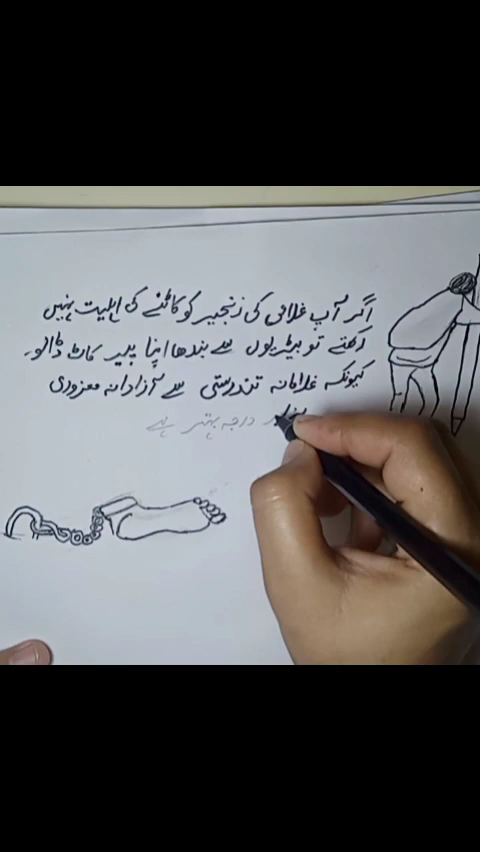 اگر آپ غلامی کی زنجیر کو کاٹنے کی اہلیت نہیں
رکھتے تو بیڑیوں سے بندھا اپنا پیر کاٹ ڈالو۔
کیونکہ غلامانہ تندرستی سے آزادانہ معزوری
درجہ بہتر ہے